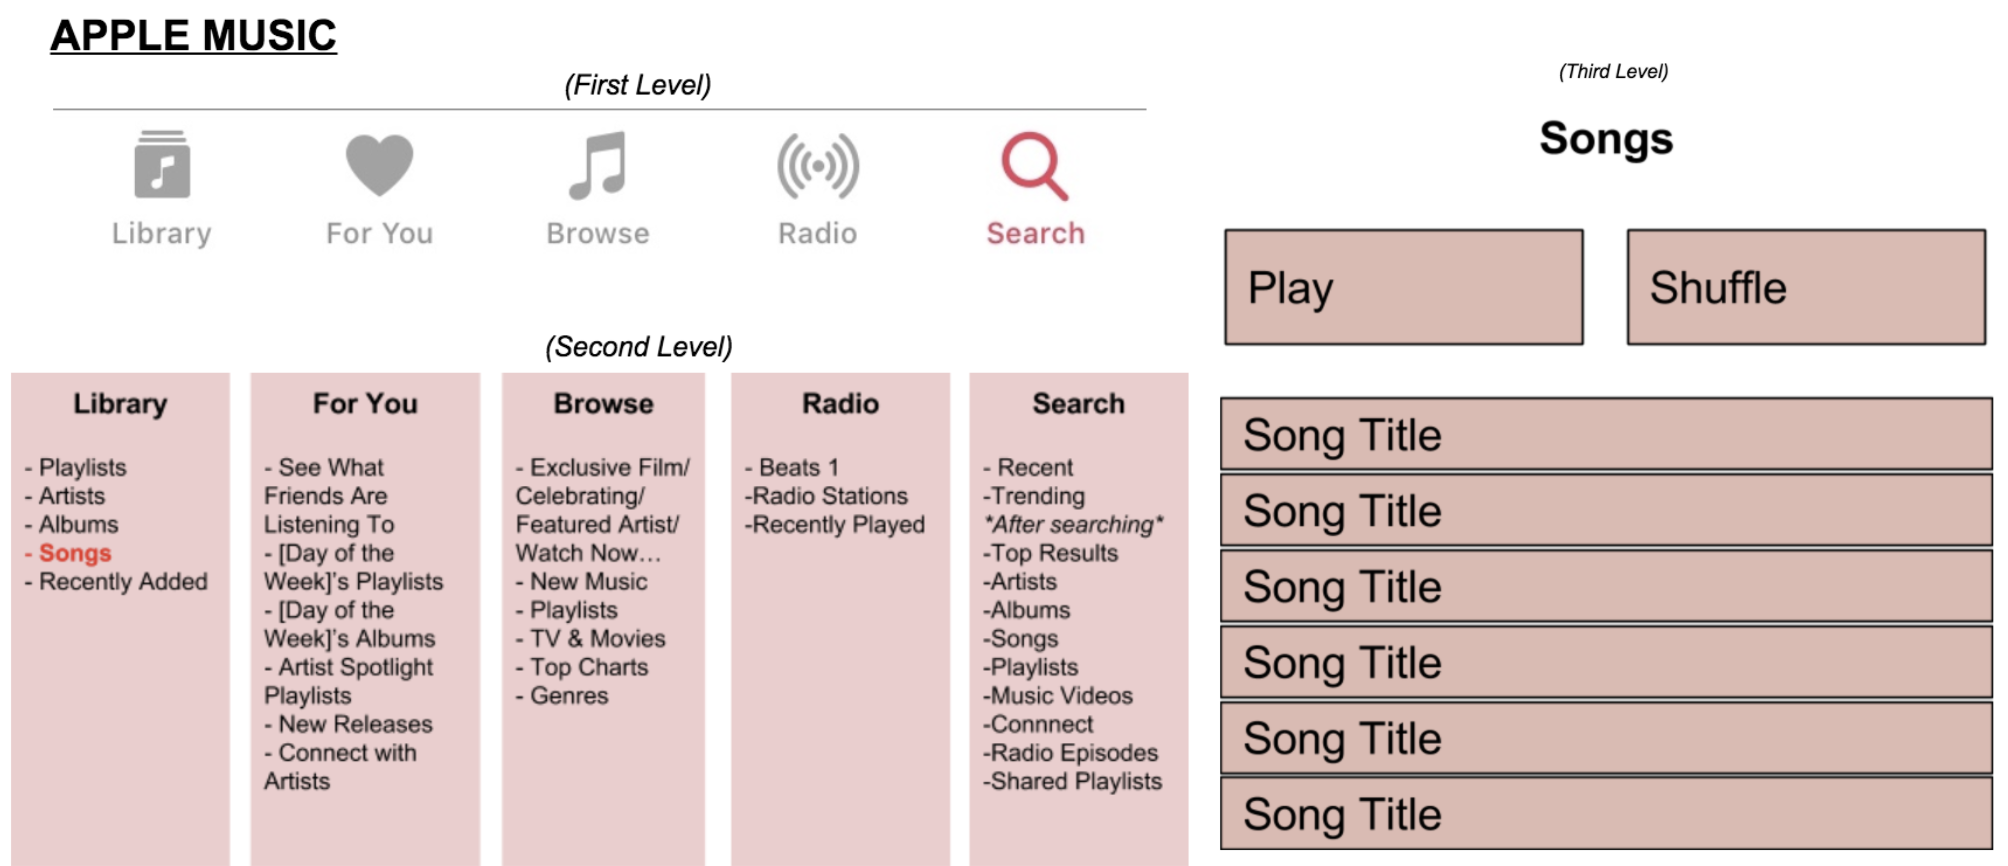 APPLE MUSIC
(First Level)
Library
For You
Browse
Radio
Search
(Second Level)
Library
- Playlists
- Artists
- Albums
- Songs
- Recently Added
For You
- See What
Friends Are
Listening To
- [Day of the
Week]’s Playlists
- [Day of the
Week]’s Albums
- Artist Spotlight
Playlists
- New Releases
- Connect with
Artists
Browse
- Exclusive Film/
Celebrating/
Featured Artist/
Watch Now...
- New Music
- Playlists
- TV & Movies
- Top Charts
- Genres
Radio
- Beats 1
-Radio Stations
-Recently Played
Search
- Recent
-Trending
*After searching*
-Top Results
-Artists
-Albums
-Songs
-Playlists
-Music Videos
-Connnect
-Radio Episodes
-Shared Playlists
(Third Level)
Songs
Play
Shuffle
Song Title
Song Title
Song Title
Song Title
Song Title
Song Title